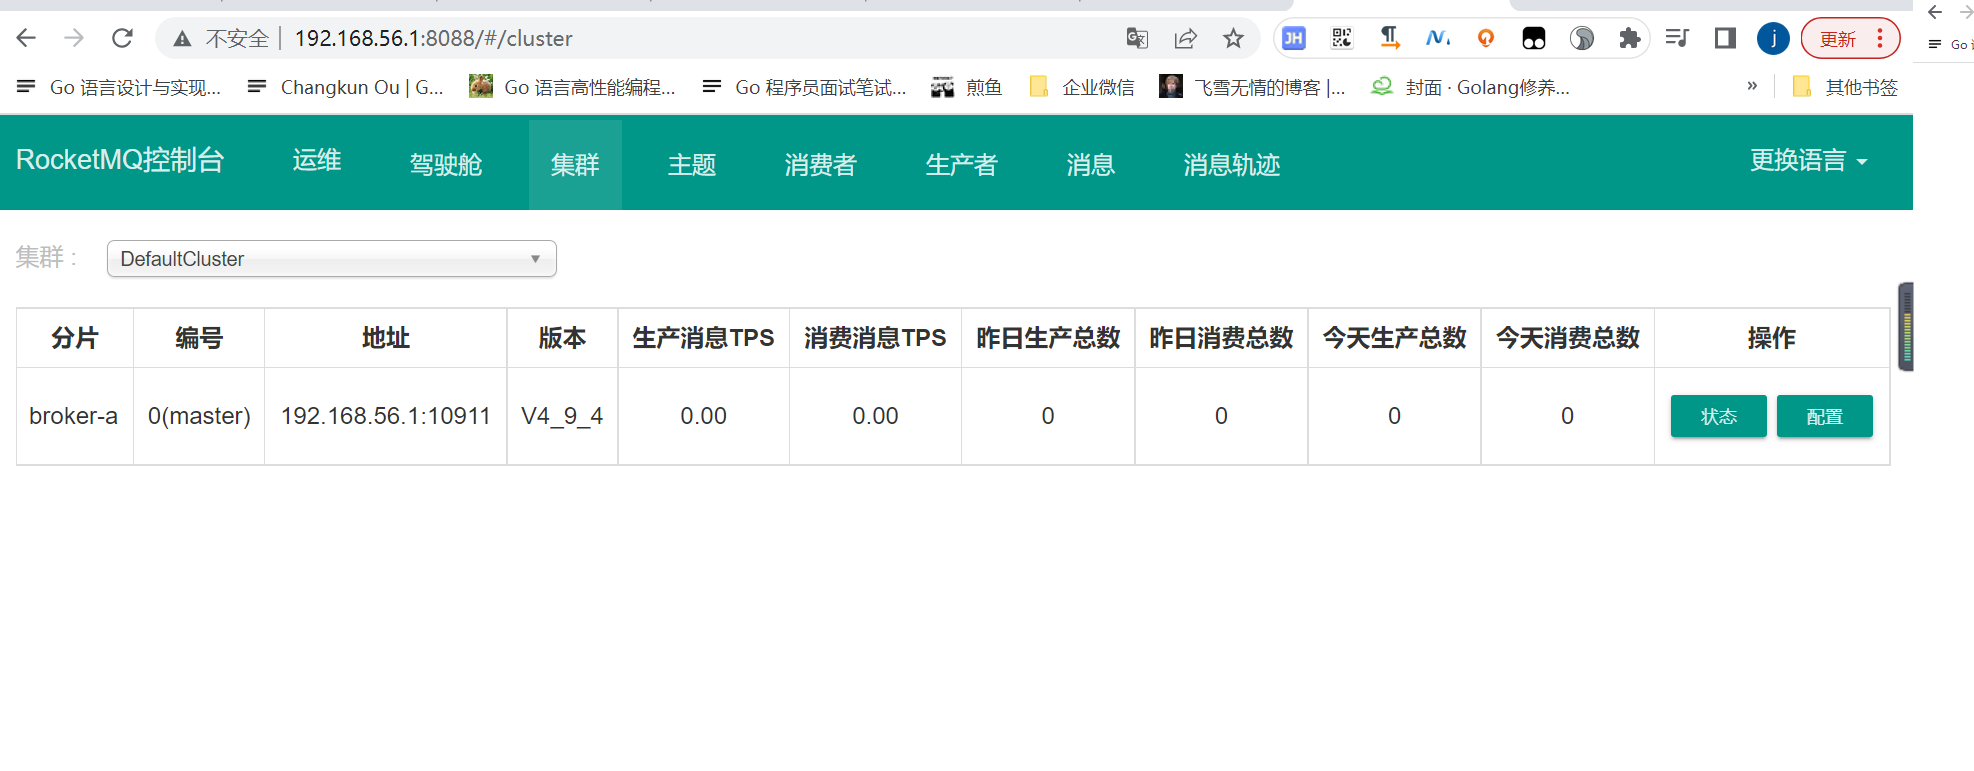 不安全 192.168.56.1:8088/#/cluster JH j 更新
Go 语言设计与实现... Changkun Ou | G... Go 语言高性能编程... Go 程序员面试笔试... 煎鱼 企业微信 飞雪无情的博客 |... 封面 · Golang修养... » 其他书签 Go
RocketMQ控制台 运维 驾驶舱 集群 主题 消费者 生产者 消息 消息轨迹 更换语言
集群 : DefaultCluster
分片 编号 地址 版本 生产消息TPS 消费消息TPS 昨日生产总数 昨日消费总数 今天生产总数 今天消费总数 操作
broker-a 0(master) 192.168.56.1:10911 V4_9_4 0.00 0.00 0 0 0 0 状态 配置